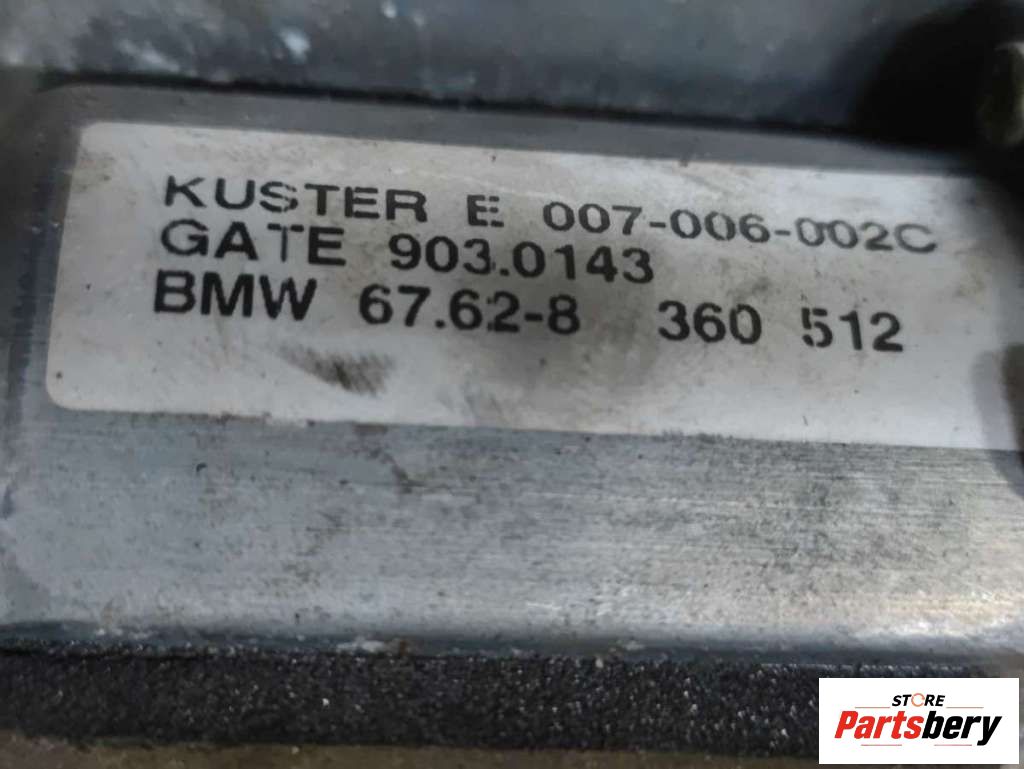 KUSTER E 007-006-002C
GATE 903.0143
BMW 67.62-8 360 512
STORE
Partsbery